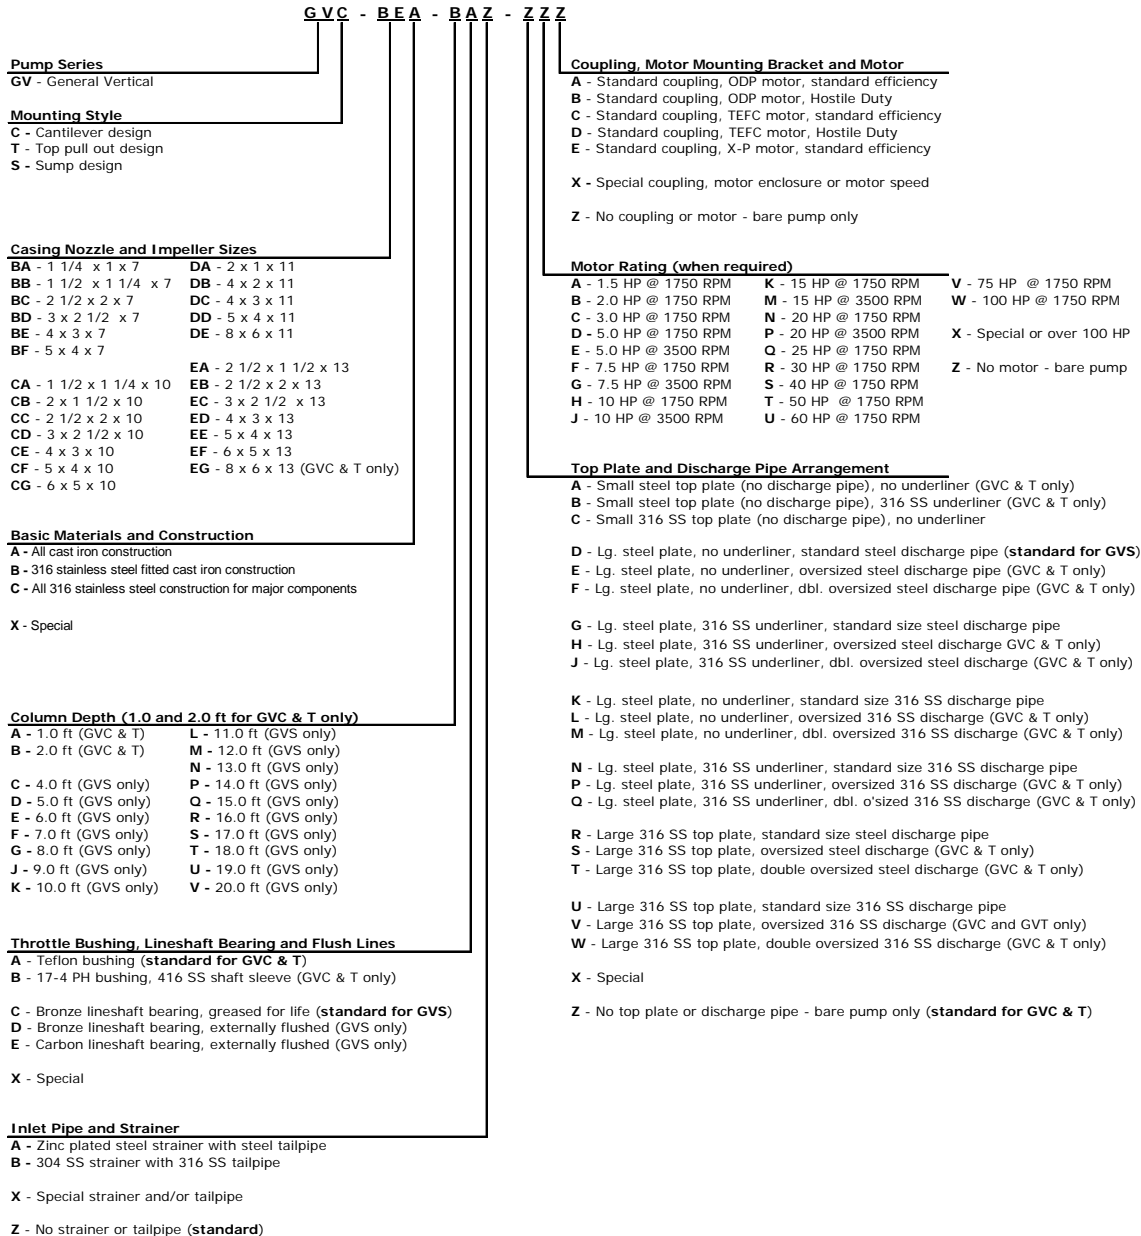 GVC - BEA - BAZ - ZZZ
Pump Series
GV - General Vertical
Mounting Style
C - Cantilever design
T - Top pull out design
S - Sump design
Casing Nozzle and Impeller Sizes
BA - 1 1/4 x 1 x 7
BB - 1 1/2 x 1 1/4 x 7
BC - 2 1/2 x 2 x 7
BD - 3 x 2 1/2 x 7
BE - 4 x 3 x 7
BF - 5 x 4 x 7
CA - 1 1/2 x 1 1/4 x 10
CB - 2 x 1 1/2 x 10
CC - 2 1/2 x 2 x 10
CD - 3 x 2 1/2 x 10
CE - 4 x 3 x 10
CF - 5 x 4 x 10
CG - 6 x 5 x 10
DA - 2 x 1 x 11
DB - 4 x 2 x 11
DC - 4 x 3 x 11
DD - 5 x 4 x 11
DE - 8 x 6 x 11
EA - 2 1/2 x 1 1/2 x 13
EB - 2 1/2 x 2 x 13
EC - 3 x 2 1/2 x 13
ED - 4 x 3 x 13
EE - 5 x 4 x 13
EF - 6 x 5 x 13
EG - 8 x 6 x 13 (GVC & T only)
Basic Materials and Construction
A - All cast iron construction
B - 316 stainless steel fitted cast iron construction
C - All 316 stainless steel construction for major components
X - Special
Column Depth (1.0 and 2.0 ft for GVC & T only)
A - 1.0 ft (GVC & T)
B - 2.0 ft (GVC & T)
C - 4.0 ft (GVS only)
D - 5.0 ft (GVS only)
E - 6.0 ft (GVS only)
F - 7.0 ft (GVS only)
G - 8.0 ft (GVS only)
J - 9.0 ft (GVS only)
K - 10.0 ft (GVS only)
L - 11.0 ft (GVS only)
M - 12.0 ft (GVS only)
N - 13.0 ft (GVS only)
P - 14.0 ft (GVS only)
Q - 15.0 ft (GVS only)
R - 16.0 ft (GVS only)
S - 17.0 ft (GVS only)
T - 18.0 ft (GVS only)
U - 19.0 ft (GVS only)
V - 20.0 ft (GVS only)
Throttle Bushing, Lineshaft Bearing and Flush Lines
A - Teflon bushing (standard for GVC & T)
B - 17-4 PH bushing, 416 SS shaft sleeve (GVC & T only)
C - Bronze lineshaft bearing, greased for life (standard for GVS)
D - Bronze lineshaft bearing, externally flushed (GVS only)
E - Carbon lineshaft bearing, externally flushed (GVS only)
X - Special
Inlet Pipe and Strainer
A - Zinc plated steel strainer with steel tailpipe
B - 304 SS strainer with 316 SS tailpipe
X - Special strainer and/or tailpipe
Z - No strainer or tailpipe (standard)
Coupling, Motor Mounting Bracket and Motor
A - Standard coupling, ODP motor, standard efficiency
B - Standard coupling, ODP motor, Hostile Duty
C - Standard coupling, TEFC motor, standard efficiency
D - Standard coupling, TEFC motor, Hostile Duty
E - Standard coupling, X-P motor, standard efficiency
X - Special coupling, motor enclosure or motor speed
Z - No coupling or motor - bare pump only
Motor Rating (when required)
A - 1.5 HP @ 1750 RPM
B - 2.0 HP @ 1750 RPM
C - 3.0 HP @ 1750 RPM
D - 5.0 HP @ 1750 RPM
E - 5.0 HP @ 3500 RPM
F - 7.5 HP @ 1750 RPM
G - 7.5 HP @ 3500 RPM
H - 10 HP @ 1750 RPM
J - 10 HP @ 3500 RPM
K - 15 HP @ 1750 RPM
M - 15 HP @ 3500 RPM
N - 20 HP @ 1750 RPM
P - 20 HP @ 3500 RPM
Q - 25 HP @ 1750 RPM
R - 30 HP @ 1750 RPM
S - 40 HP @ 1750 RPM
T - 50 HP @ 1750 RPM
U - 60 HP @ 1750 RPM
V - 75 HP @ 1750 RPM
W - 100 HP @ 1750 RPM
X - Special or over 100 HP
Z - No motor - bare pump
Top Plate and Discharge Pipe Arrangement
A - Small steel top plate (no discharge pipe), no underliner (GVC & T only)
B - Small steel top plate (no discharge pipe), 316 SS underliner (GVC & T only)
C - Small 316 SS top plate (no discharge pipe), no underliner
D - Lg. steel plate, no underliner, standard steel discharge pipe (standard for GVS)
E - Lg. steel plate, no underliner, oversized steel discharge pipe (GVC & T only)
F - Lg. steel plate, no underliner, dbl. oversized steel discharge pipe (GVC & T only)
G - Lg. steel plate, 316 SS underliner, standard size steel discharge pipe
H - Lg. steel plate, 316 SS underliner, oversized steel discharge GVC & T only)
J - Lg. steel plate, 316 SS underliner, dbl. oversized steel discharge (GVC & T only)
K - Lg. steel plate, no underliner, standard size 316 SS discharge pipe
L - Lg. steel plate, no underliner, oversized 316 SS discharge (GVC & T only)
M - Lg. steel plate, no underliner, dbl. oversized 316 SS discharge (GVC & T only)
N - Lg. steel plate, 316 SS underliner, standard size 316 SS discharge pipe
P - Lg. steel plate, 316 SS underliner, oversized 316 SS discharge (GVC & T only)
Q - Lg. steel plate, 316 SS underliner, dbl. o'sized 316 SS discharge (GVC & T only)
R - Large 316 SS top plate, standard size steel discharge pipe
S - Large 316 SS top plate, oversized steel discharge (GVC & T only)
T - Large 316 SS top plate, double oversized steel discharge (GVC & T only)
U - Large 316 SS top plate, standard size 316 SS discharge pipe
V - Large 316 SS top plate, oversized 316 SS discharge (GVC and GVT only)
W - Large 316 SS top plate, double oversized 316 SS discharge (GVC & T only)
X - Special
Z - No top plate or discharge pipe - bare pump only (standard for GVC & T)